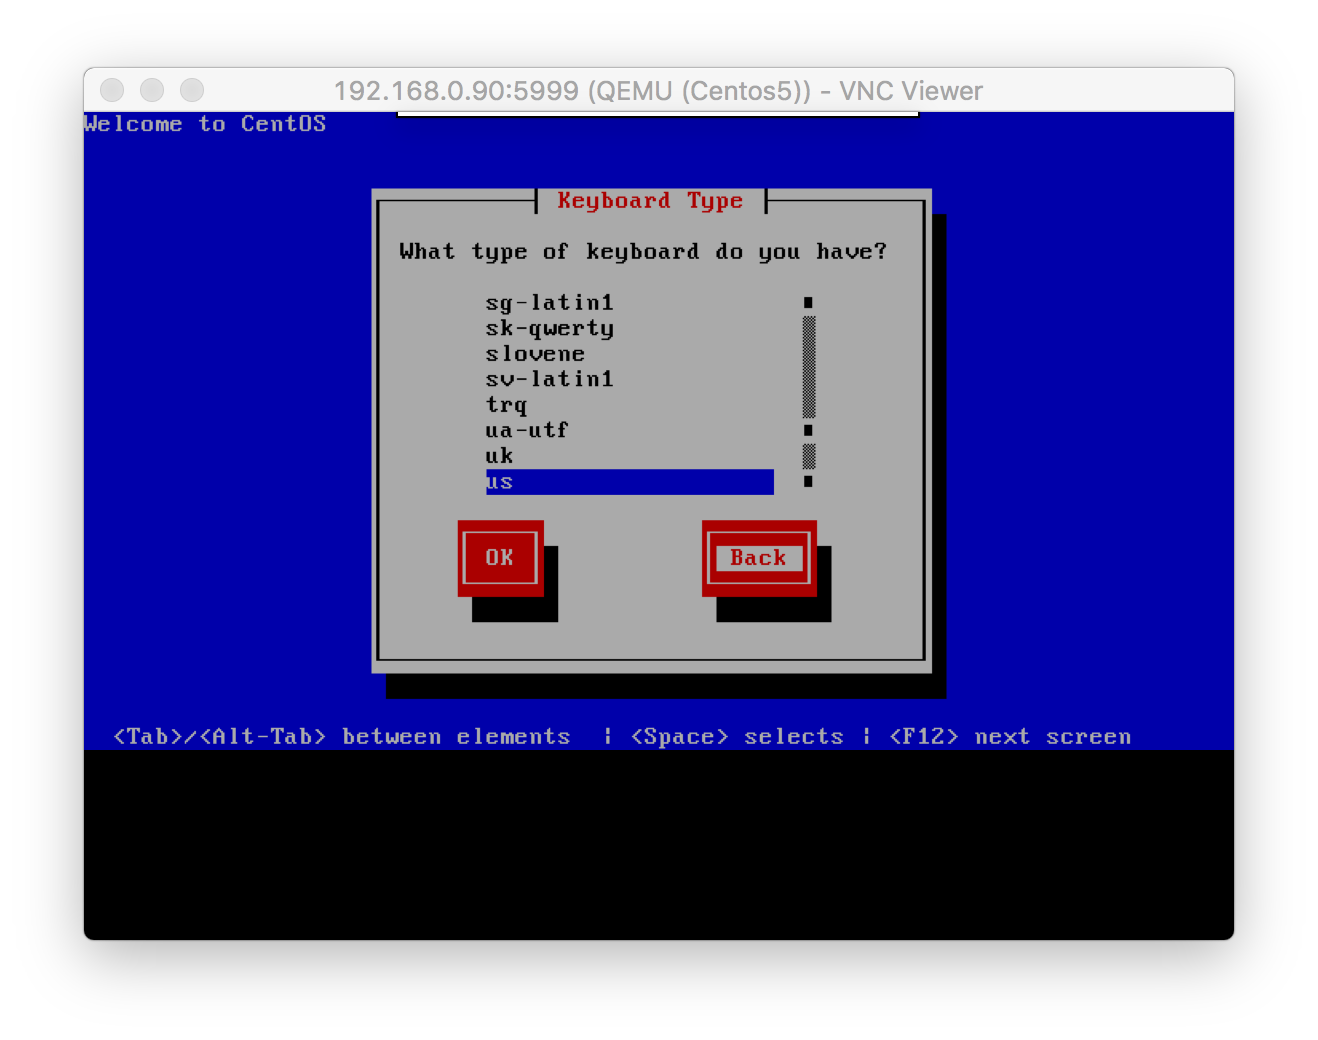 192.168.0.90:5999 (QEMU (Centos5)) - VNC Viewer
Welcome to CentOS
Keyboard Type
What type of keyboard do you have?
sg-latin1
sk-qwerty
slovene
sv-latin1
trq
ua-utf
uk
us
OK Back
<Tab>/<Alt-Tab> between elements | <Space> selects | <F12> next screen